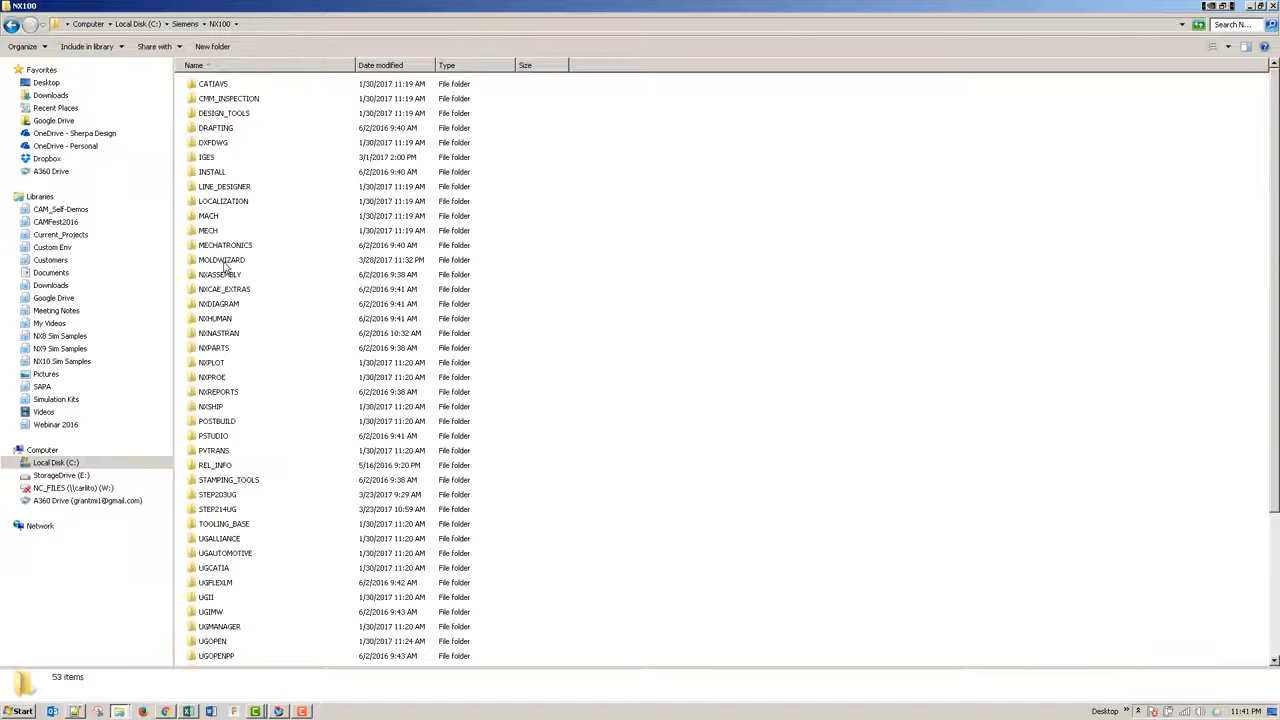 NX100
Computer Local Disk (C:) Siemens NX100 Search N...
Organize Include in library Share with New folder
Name Date modified Type Size
CATIAV5 1/30/2017 11:19 AM File folder
CMM_INSPECTION 1/30/2017 11:19 AM File folder
DESIGN_TOOLS 1/30/2017 11:19 AM File folder
DRAFTING 6/2/2016 9:40 AM File folder
DXFDWG 1/30/2017 11:19 AM File folder
IGES 3/1/2017 2:00 PM File folder
INSTALL 6/2/2016 9:40 AM File folder
LINE_DESIGNER 1/30/2017 11:19 AM File folder
LOCALIZATION 1/30/2017 11:19 AM File folder
MACH 1/30/2017 11:19 AM File folder
MECH 1/30/2017 11:19 AM File folder
MECHATRONICS 6/2/2016 9:40 AM File folder
MOLDWIZARD 3/28/2017 11:32 PM File folder
NXASSEMBLY 6/2/2016 9:38 AM File folder
NXCAE_EXTRAS 6/2/2016 9:41 AM File folder
NXDIAGRAM 6/2/2016 9:41 AM File folder
NXHUMAN 6/2/2016 9:41 AM File folder
NXNASTRAN 6/2/2016 10:32 AM File folder
NXPARTS 6/2/2016 9:38 AM File folder
NXPLOT 1/30/2017 11:20 AM File folder
NXPROE 1/30/2017 11:20 AM File folder
NXREPORTS 6/2/2016 9:38 AM File folder
NXSHIP 1/30/2017 11:20 AM File folder
POSTBUILD 1/30/2017 11:20 AM File folder
PSTUDIO 6/2/2016 9:41 AM File folder
PVTRANS 1/30/2017 11:20 AM File folder
REL_INFO 5/16/2016 9:20 PM File folder
STAMPING_TOOLS 6/2/2016 9:38 AM File folder
STEP203UG 3/23/2017 9:29 AM File folder
STEP214UG 3/23/2017 10:59 AM File folder
TOOLING_BASE 1/30/2017 11:20 AM File folder
UGALLIANCE 1/30/2017 11:20 AM File folder
UGAUTOMOTIVE 1/30/2017 11:20 AM File folder
UGCATIA 1/30/2017 11:20 AM File folder
UGFLEXLM 6/2/2016 9:42 AM File folder
UGII 1/30/2017 11:20 AM File folder
UGIMW 6/2/2016 9:43 AM File folder
UGMANAGER 1/30/2017 11:20 AM File folder
UGOPEN 1/30/2017 11:24 AM File folder
UGOPENPP 6/2/2016 9:43 AM File folder
Favorites
Desktop
Downloads
Recent Places
Google Drive
OneDrive - Sherpa Design
OneDrive - Personal
Dropbox
A360 Drive
Libraries
CAM_Self-Demos
CAMFest2016
Current_Projects
Custom Env
Customers
Documents
Downloads
Google Drive
Meeting Notes
My Videos
NX8 Sim Samples
NX9 Sim Samples
NX10 Sim Samples
Pictures
SAPA
Simulation Kits
Videos
Webinar 2016
Computer
Local Disk (C:)
StorageDrive (E:)
NC_FILES (\\carlito) (W:)
A360 Drive (grantmi1@gmail.com)
Network
53 items
Start Desktop 11:41 PM